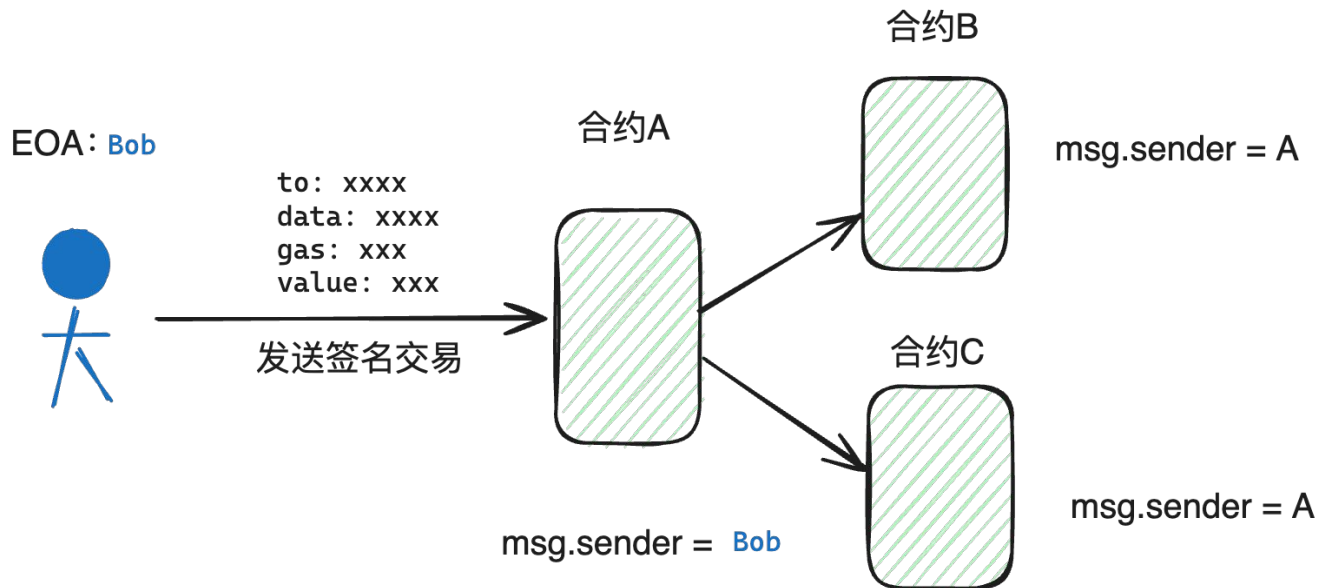 EOA: Bob
to: xxxx
data: xxxx
gas: xxx
value: xxx
发送签名交易
合约A
msg.sender = Bob
合约B
msg.sender = A
合约C
msg.sender = A